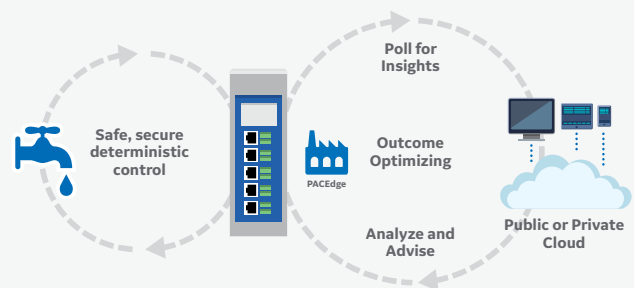 Safe, secure
deterministic
control
PACEdge
Poll for
Insights
Outcome
Optimizing
Analyze and
Advise
Public or Private
Cloud